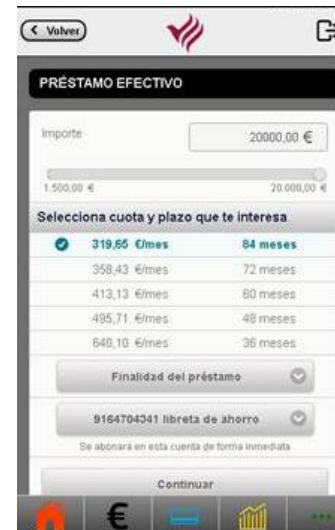 Volver
PRÉSTAMO EFECTIVO
Importe 20000,00 €
1.500,00 € 20.000,00 €
Selecciona cuota y plazo que te interesa
319,65 €/mes 84 meses
358,43 €/mes 72 meses
413,13 €/mes 60 meses
495,71 €/mes 48 meses
640,10 €/mes 36 meses
Finalidad del préstamo
9164704341 libreta de ahorro
Se abonará en esta cuenta de forma inmediata
Continuar
€